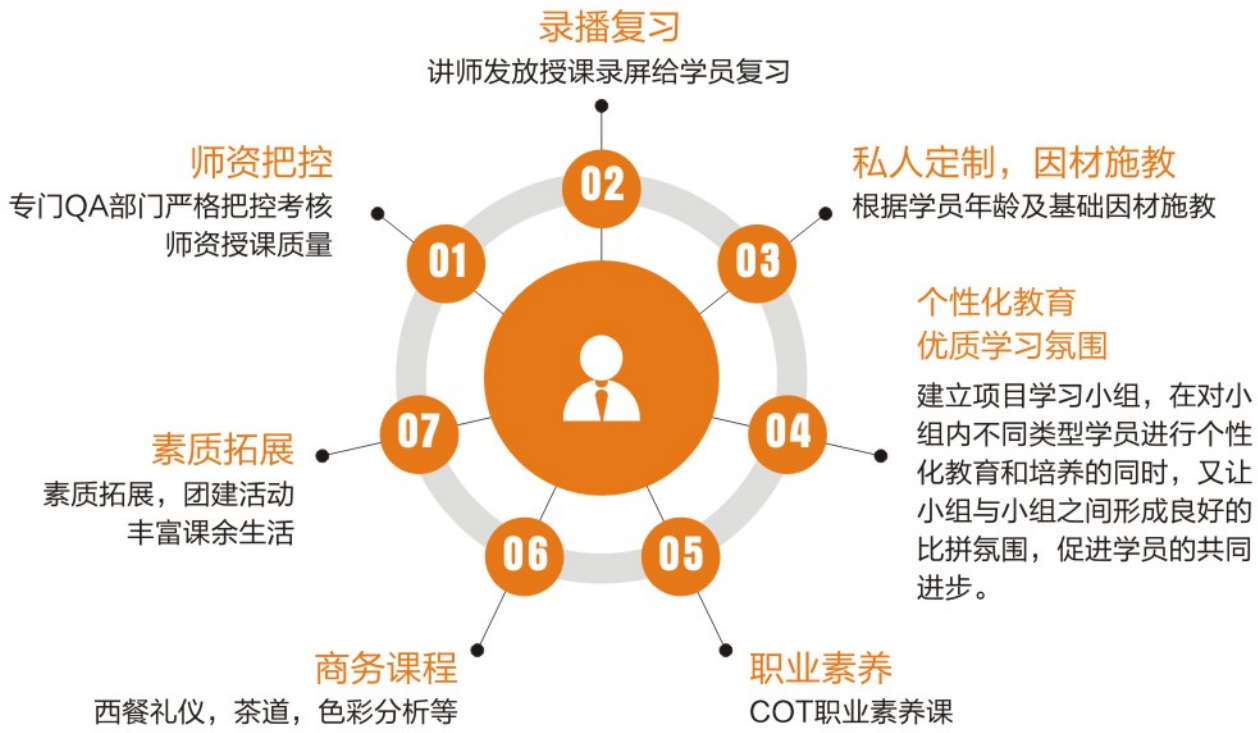 录播复习
讲师发放授课录屏给学员复习
02
师资把控
专门QA部门严格把控考核
师资授课质量
01
私人定制，因材施教
根据学员年龄及基础因材施教
03
个性化教育
优质学习氛围
建立项目学习小组，在对小
组内不同类型学员进行个性
化教育和培养的同时，又让
小组与小组之间形成良好的
比拼氛围，促进学员的共同
进步。
04
07
素质拓展
素质拓展，团建活动
丰富课余生活
06
05
商务课程
西餐礼仪，茶道，色彩分析等
职业素养
COT职业素养课